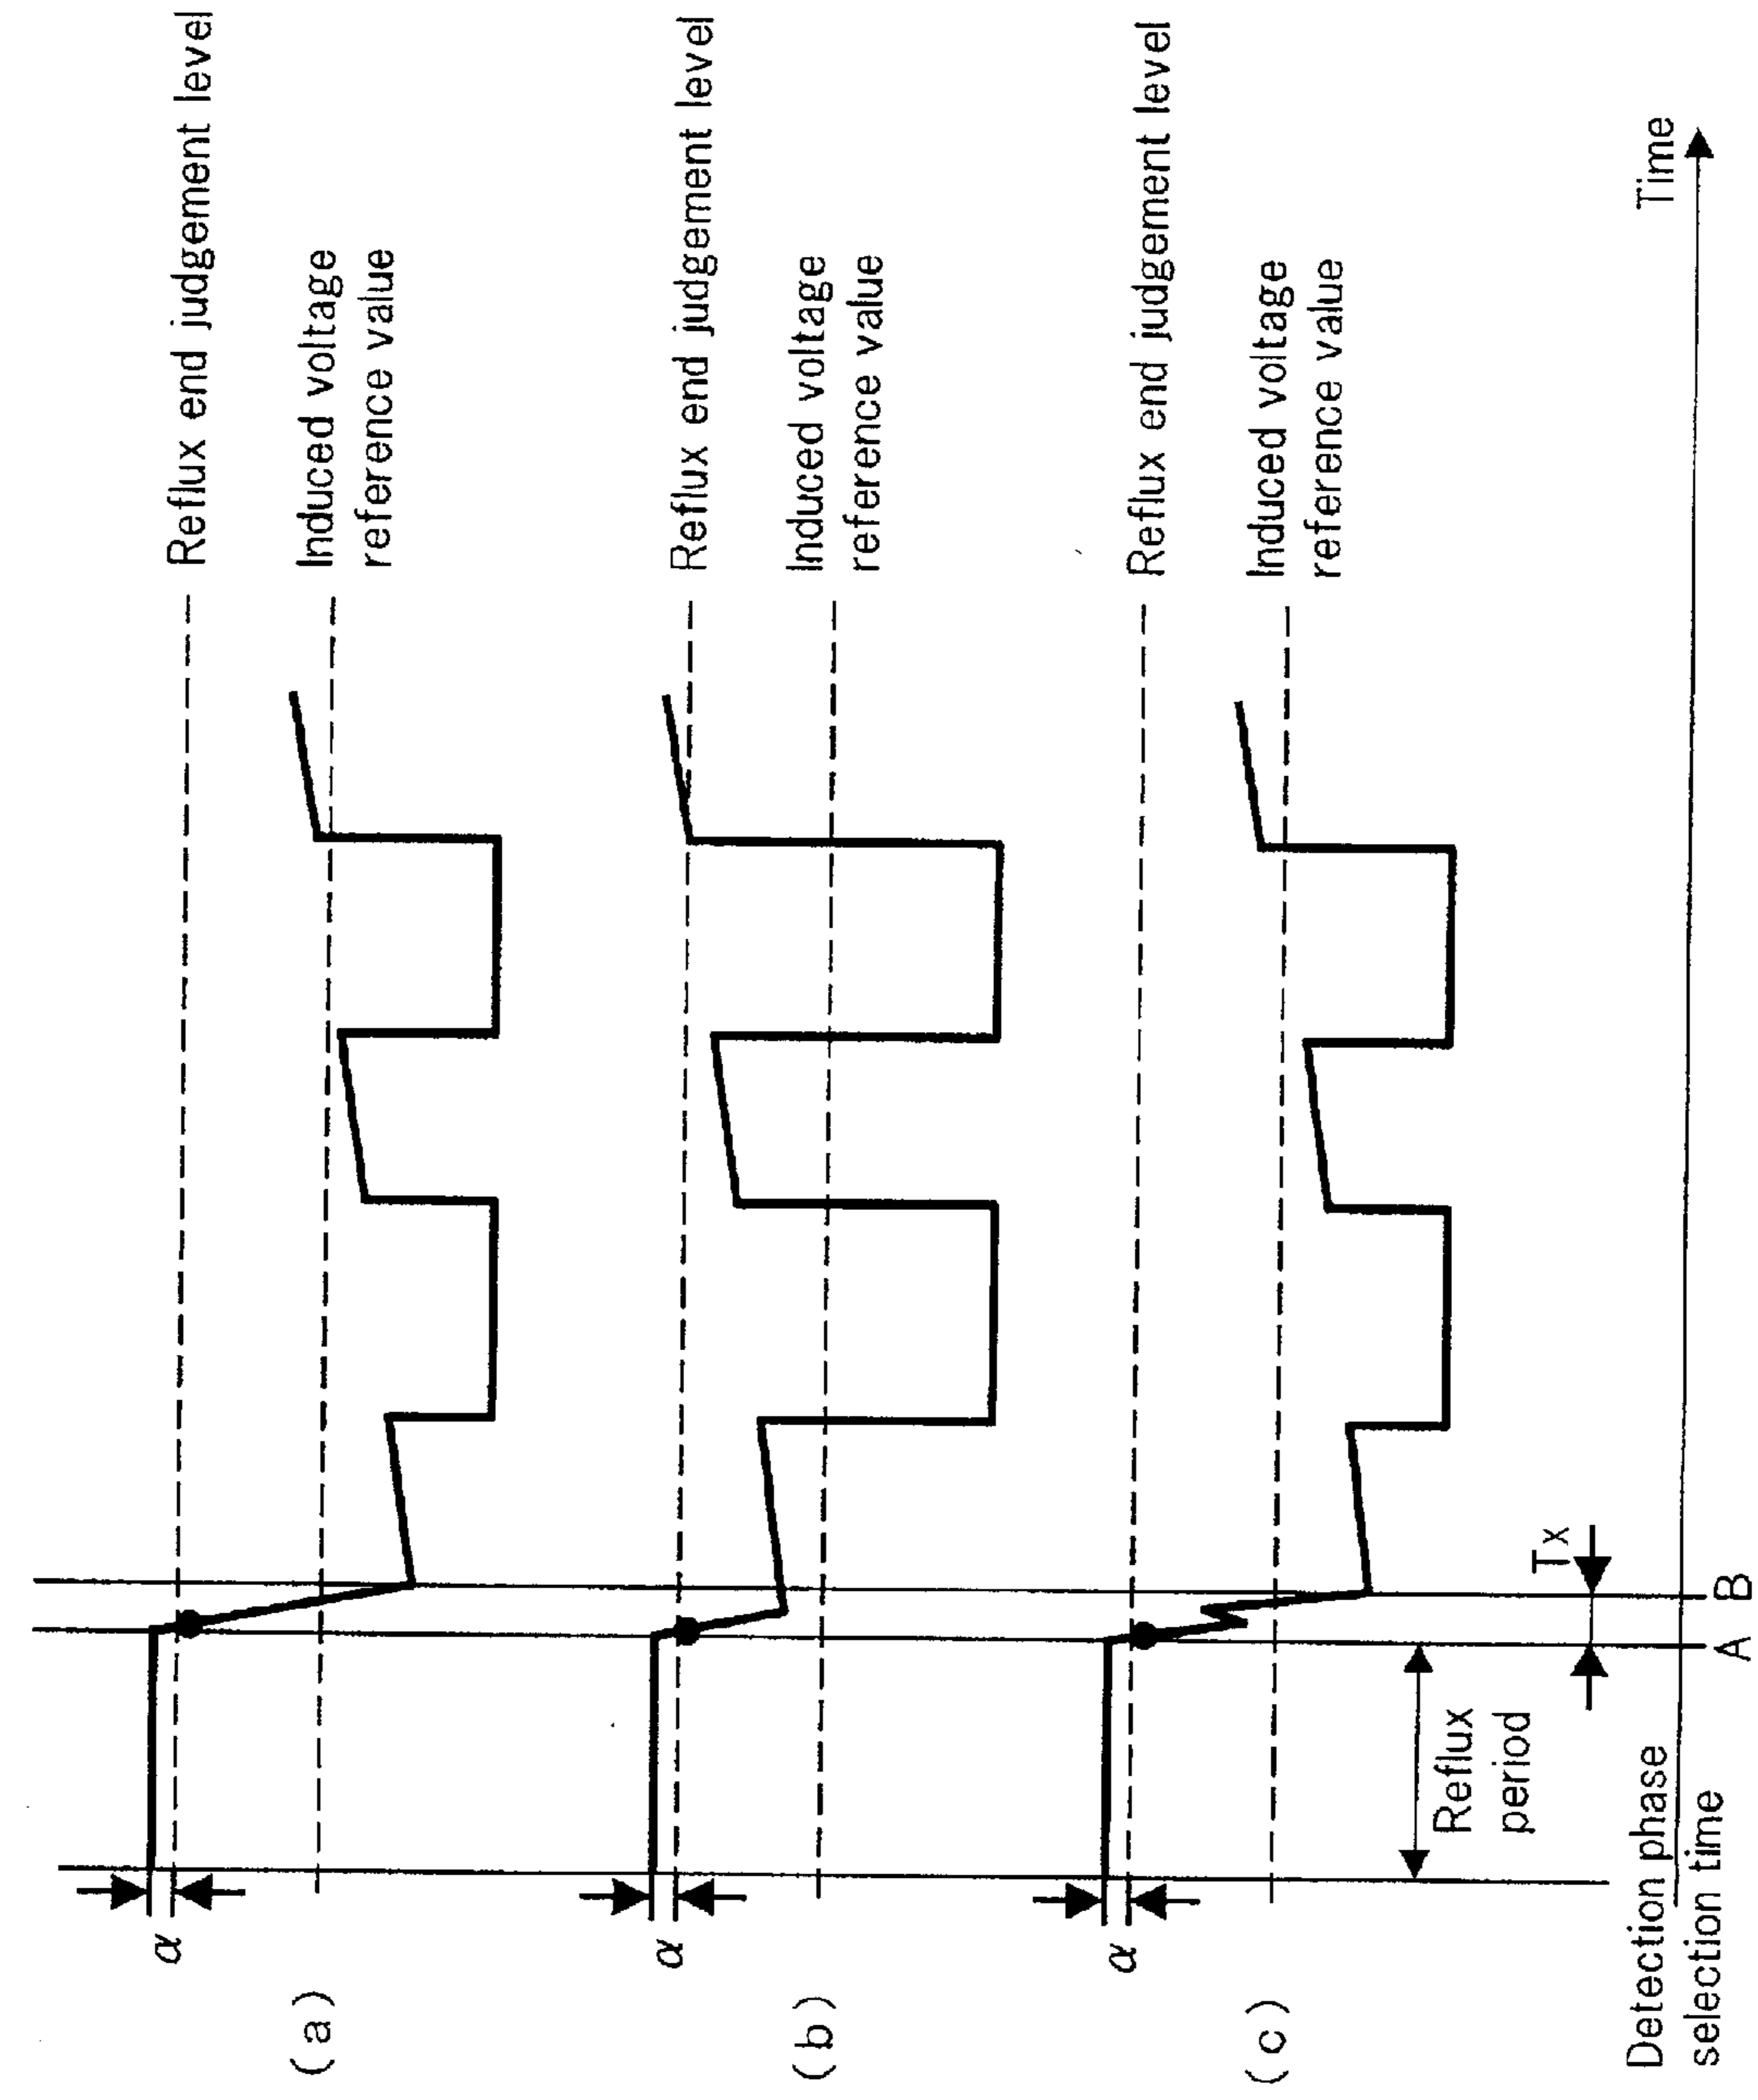 α
Reflux end judgement level
Induced voltage
reference value
(a)
α
Reflux end judgement level
Induced voltage
reference value
(b)
α
Reflux end judgement level
Induced voltage
reference value
(c)
Reflux
period
Tx
Time
Detection phase
selection time
A
B